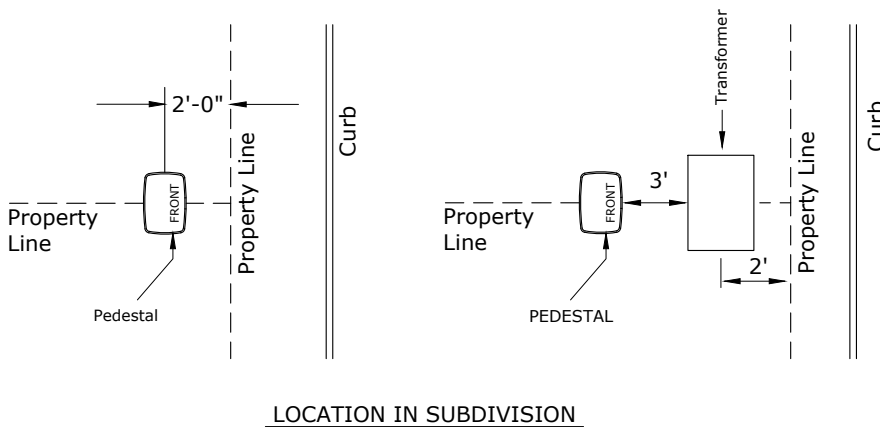 2'-0"
Property Line
Curb
FRONT
Property
Line
Pedestal
Transformer
Property Line
Curb
3'
FRONT
Property
Line
2'
PEDESTAL
LOCATION IN SUBDIVISION